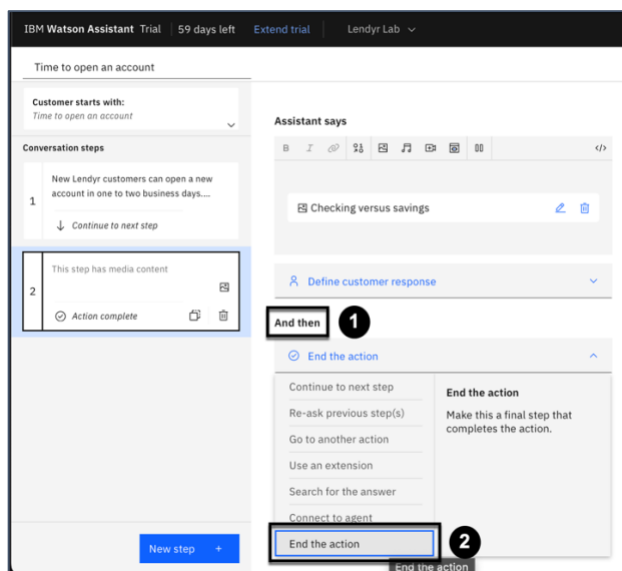 IBM Watson Assistant Trial 59 days left Extend trial Lendyr Lab
Time to open an account
Customer starts with:
Time to open an account
Conversation steps
1
New Lendyr customers can open a new
account in one to two business days....
Continue to next step
2
This step has media content
Action complete
New step +
Assistant says
B I </>
Checking versus savings
Define customer response
And then 1
End the action
Continue to next step
Re-ask previous step(s)
Go to another action
Use an extension
Search for the answer
Connect to agent
End the action 2
End the action
End the action
Make this a final step that
completes the action.